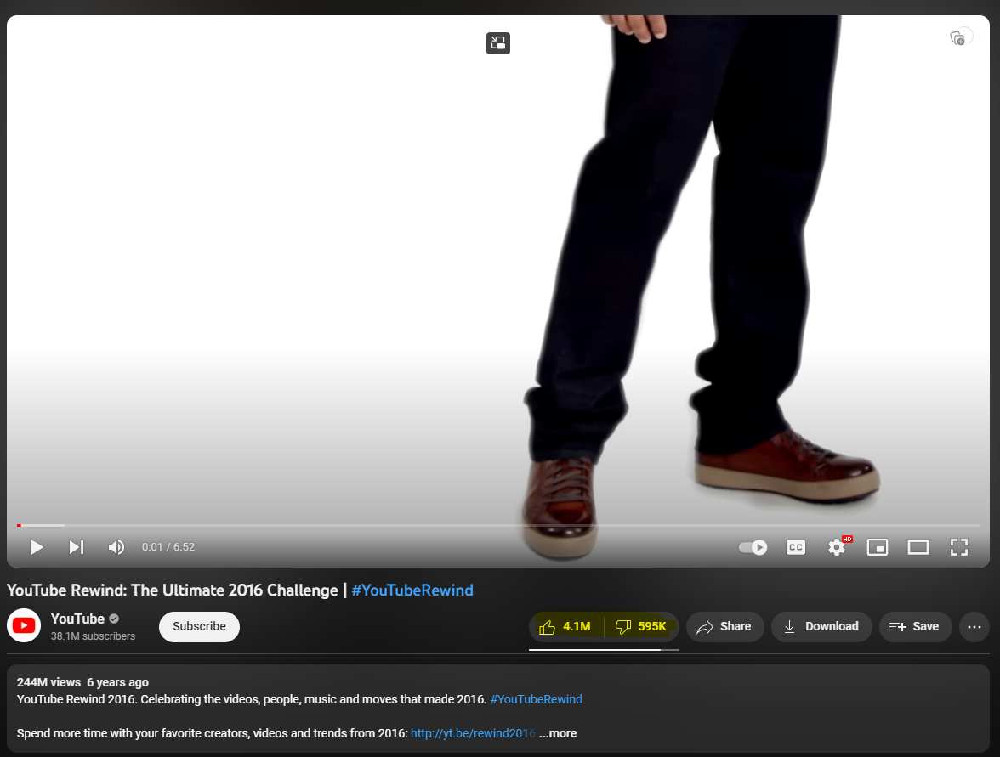 0:01 / 6:52
CC
HD
YouTube Rewind: The Ultimate 2016 Challenge | #YouTubeRewind
YouTube
38.1M subscribers
Subscribe
4.1M
595K
Share
Download
Save
244M views 6 years ago
YouTube Rewind 2016. Celebrating the videos, people, music and moves that made 2016. #YouTubeRewind
Spend more time with your favorite creators, videos and trends from 2016: http://yt.be/rewind2016 ...more